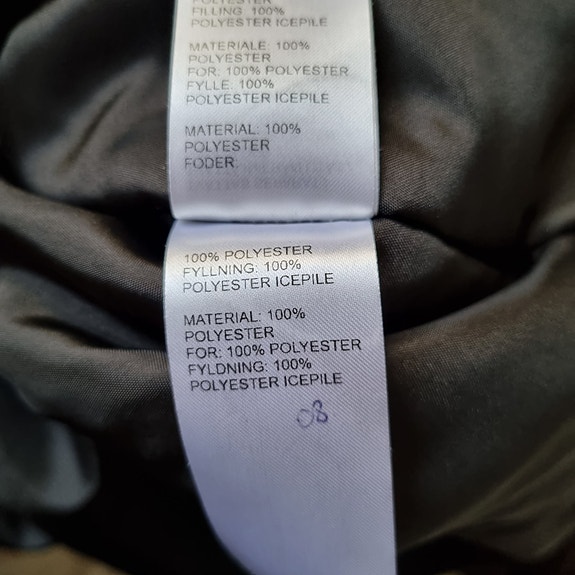 POLYESTER
FILLING: 100%
POLYESTER ICEPILE
MATERIALE: 100%
POLYESTER
FOR: 100% POLYESTER
FYLLE: 100%
POLYESTER ICEPILE
MATERIAL: 100%
POLYESTER
FODER:
100% POLYESTER
FYLLNING: 100%
POLYESTER ICEPILE
MATERIAL: 100%
POLYESTER
FOR: 100% POLYESTER
FYLDNING: 100%
POLYESTER ICEPILE
08